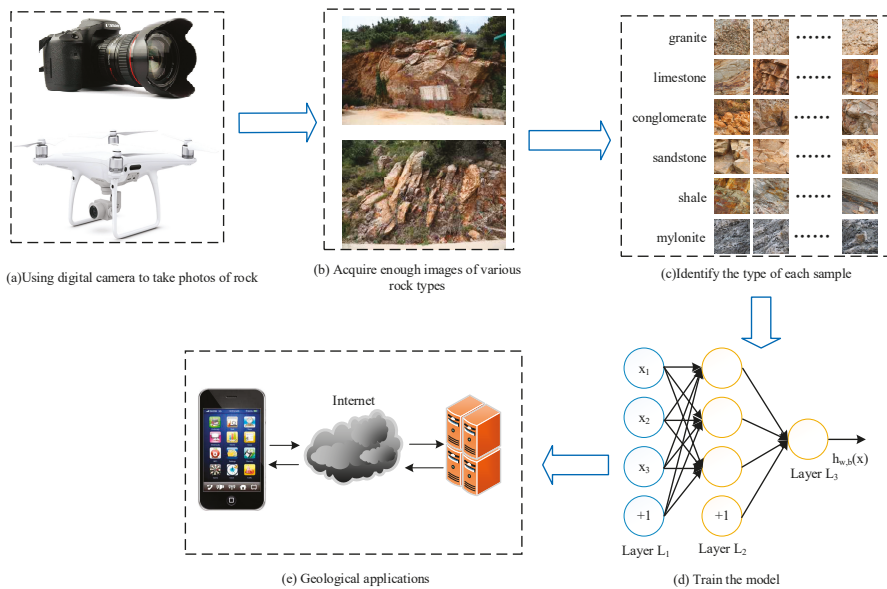 (a)Using digital camera to take photos of rock
(b) Acquire enough images of various
rock types
granite
limestone
conglomerate
sandstone
shale
mylonite
(c)Identify the type of each sample
x₁
x₂
x₃
+1
+1
Layer L₁
Layer L₂
Layer L₃
h_{w,b}(x)
(d) Train the model
Internet
(e) Geological applications